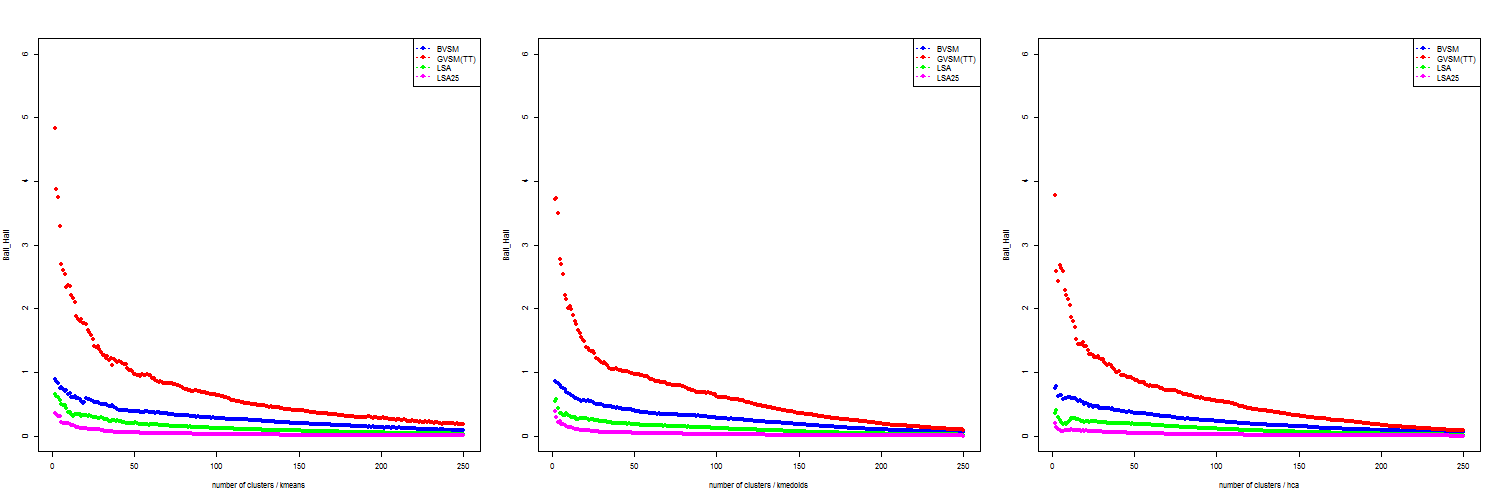 Ball_Hall
0
1
2
3
4
5
6
BVSM
GVSM(TT)
LSA
LSA25
0
50
100
150
200
250
number of clusters / kmeans
Ball_Hall
0
1
2
3
4
5
6
BVSM
GVSM(TT)
LSA
LSA25
0
50
100
150
200
250
number of clusters / kmedoids
Ball_Hall
0
1
2
3
4
5
6
BVSM
GVSM(TT)
LSA
LSA25
0
50
100
150
200
250
number of clusters / hca